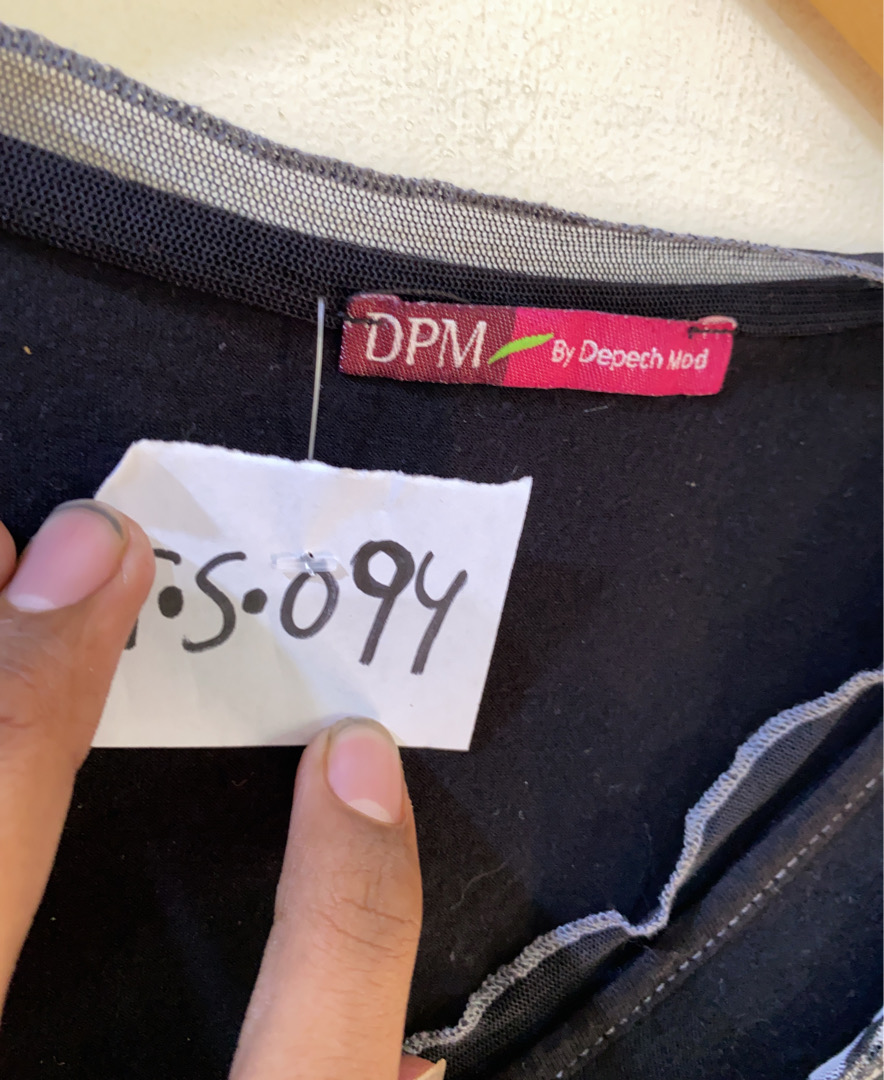 DPM By Depech Mod
.S.094